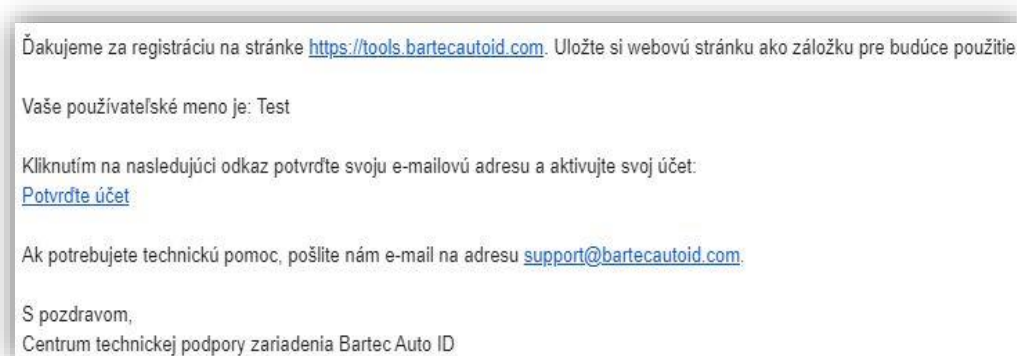 Ďakujeme za registráciu na stránke https://tools.bartecautoid.com. Uložte si webovú stránku ako záložku pre budúce použitie
Vaše používateľské meno je: Test
Kliknutím na nasledujúci odkaz potvrďte svoju e-mailovú adresu a aktivujte svoj účet:
Potvrďte účet
Ak potrebujete technickú pomoc, pošlite nám e-mail na adresu support@bartecautoid.com.
S pozdravom,
Centrum technickej podpory zariadenia Bartec Auto ID